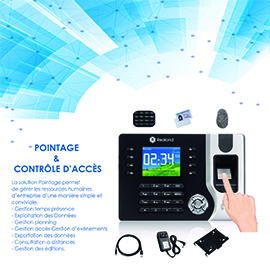 POINTAGE
&
CONTRÔLE D'ACCÈS
La solution Pointage permet
de gérer les ressources humaines
d'entreprise d'une manière simple et
conviviale.
- Gestion temps présence
- Exploitation des Données
- Gestion planning
- Gestion accès Gestion d'évènements
- Exportation des données
- Consultation à distances
- Gestion des éditions.
Realand
02:34